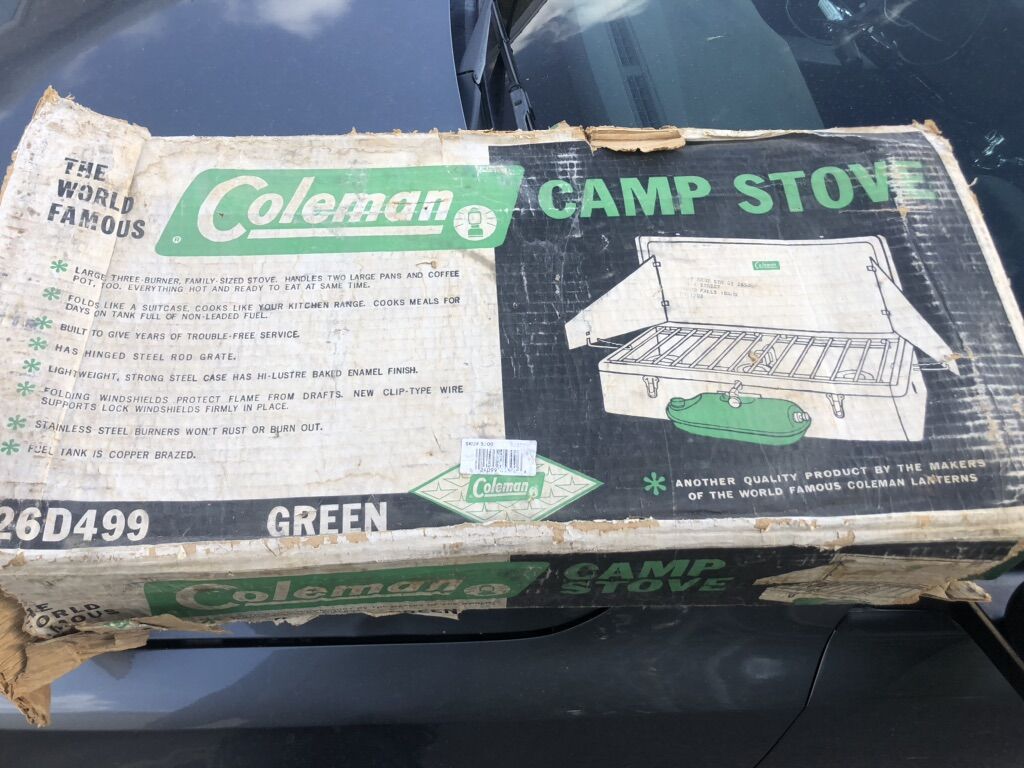 THE
WORLD
FAMOUS
Coleman
®
CAMP STOVE
LARGE THREE-BURNER, FAMILY-SIZED STOVE. HANDLES TWO LARGE PANS AND COFFEE
POT, TOO. EVERYTHING HOT AND READY TO EAT AT SAME TIME.
FOLDS LIKE A SUITCASE, COOKS LIKE YOUR KITCHEN RANGE. COOKS MEALS FOR
DAYS ON TANK FULL OF NON-LEADED FUEL.
BUILT TO GIVE YEARS OF TROUBLE-FREE SERVICE.
HAS HINGED STEEL ROD GRATE.
LIGHTWEIGHT, STRONG STEEL CASE HAS HI-LUSTRE BAKED ENAMEL FINISH.
FOLDING WINDSHIELDS PROTECT FLAME FROM DRAFTS. NEW CLIP-TYPE WIRE
SUPPORTS LOCK WINDSHIELDS FIRMLY IN PLACE.
STAINLESS STEEL BURNERS WON'T RUST OR BURN OUT.
FUEL TANK IS COPPER BRAZED.
Coleman
SKU#
Coleman
ANOTHER QUALITY PRODUCT BY THE MAKERS
OF THE WORLD FAMOUS COLEMAN LANTERNS
26D499
GREEN
Coleman
CAMP
STOVE